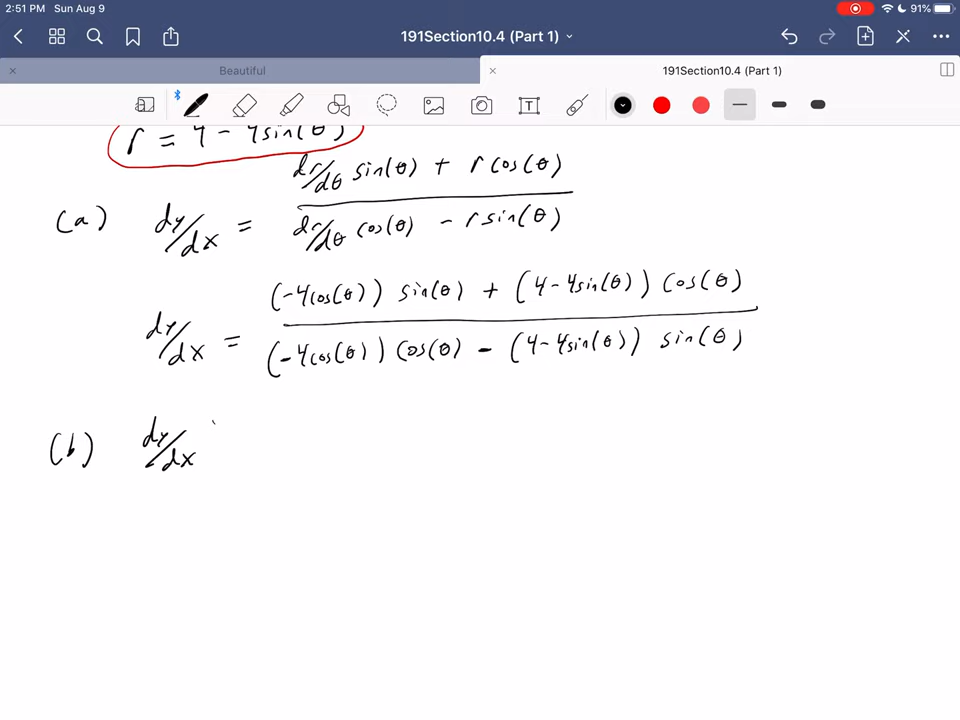 2:51 PM Sun Aug 9 91%
191Section10.4 (Part 1)
Beautiful 191Section10.4 (Part 1)
T
r = 4 - 4sin(θ)
(a) dy/dx = (dr/dθ sin(θ) + r cos(θ)) / (dr/dθ cos(θ) - r sin(θ))
dy/dx = ((-4cos(θ)) sin(θ) + (4-4sin(θ)) cos(θ)) / ((-4cos(θ)) cos(θ) - (4-4sin(θ)) sin(θ))
(b) dy/dx